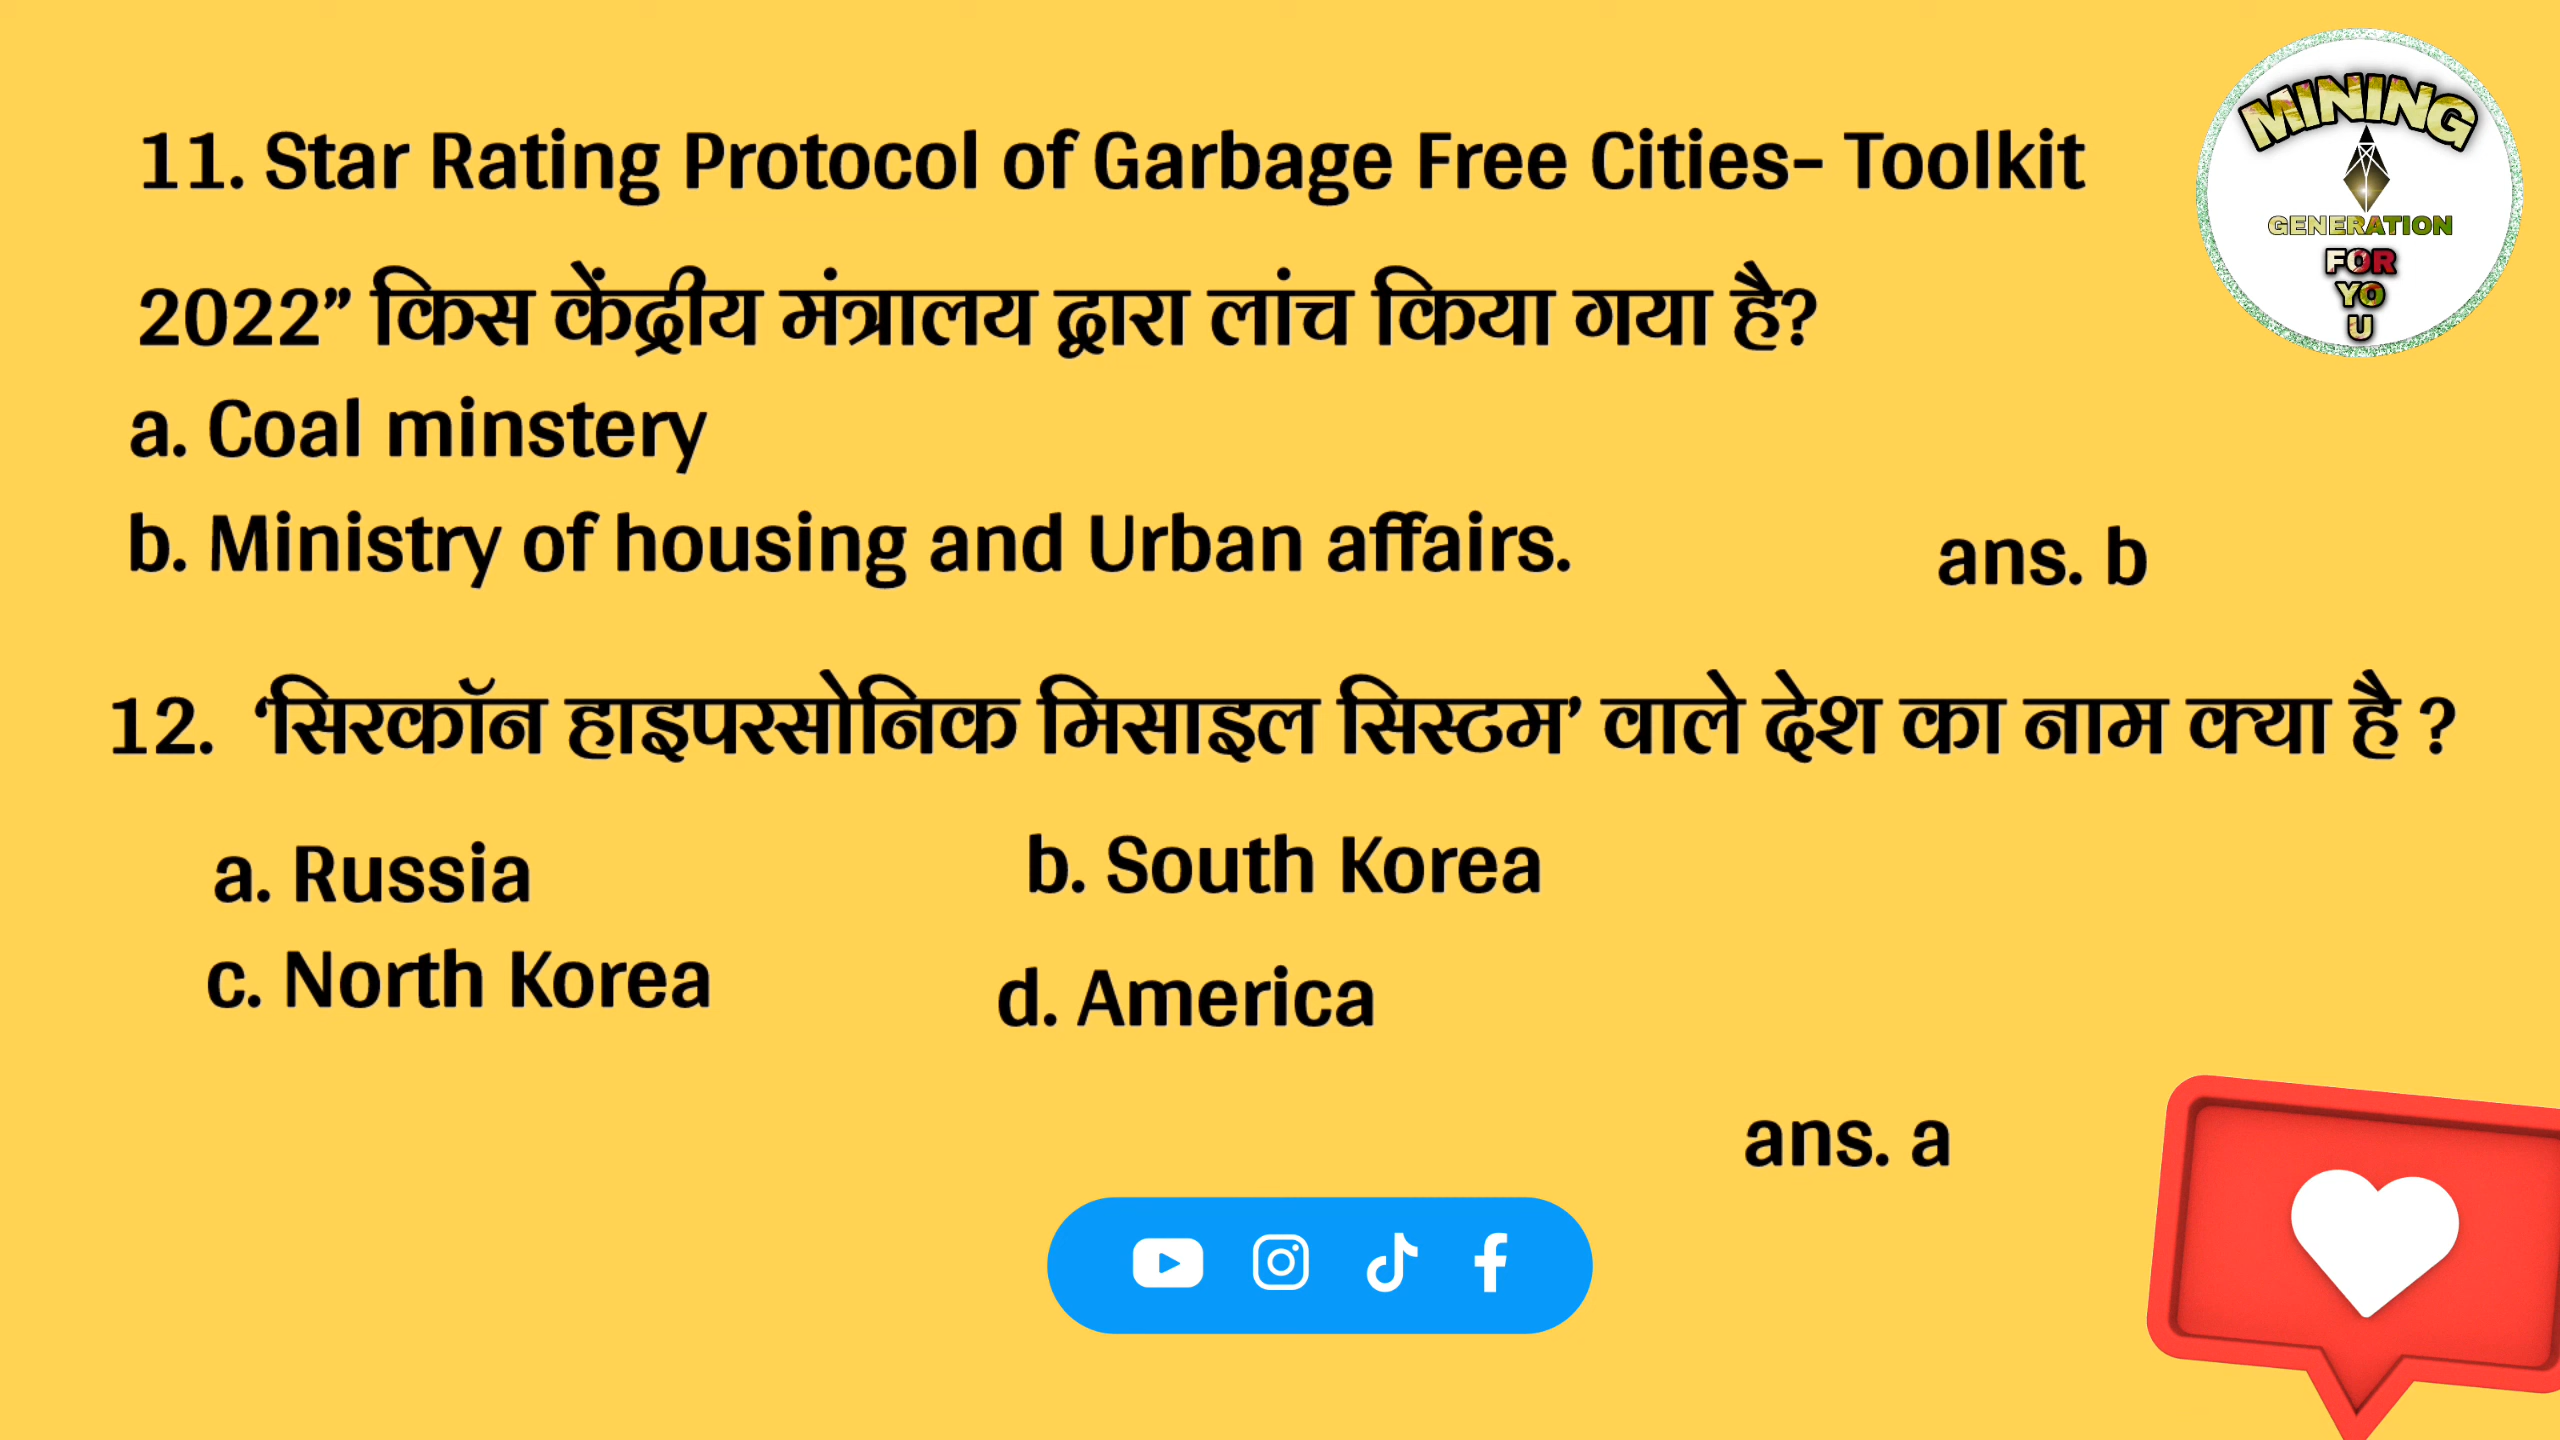 MINING
GENERATION
FOR
YO
U
11. Star Rating Protocol of Garbage Free Cities- Toolkit
2022” किस केंद्रीय मंत्रालय द्वारा लांच किया गया है?
a. Coal minstery
b. Ministry of housing and Urban affairs.
ans. b
12. ‘सिरकॉन हाइपरसोनिक मिसाइल सिस्टम’ वाले देश का नाम क्या है ?
a. Russia
b. South Korea
c. North Korea
d. America
ans. a